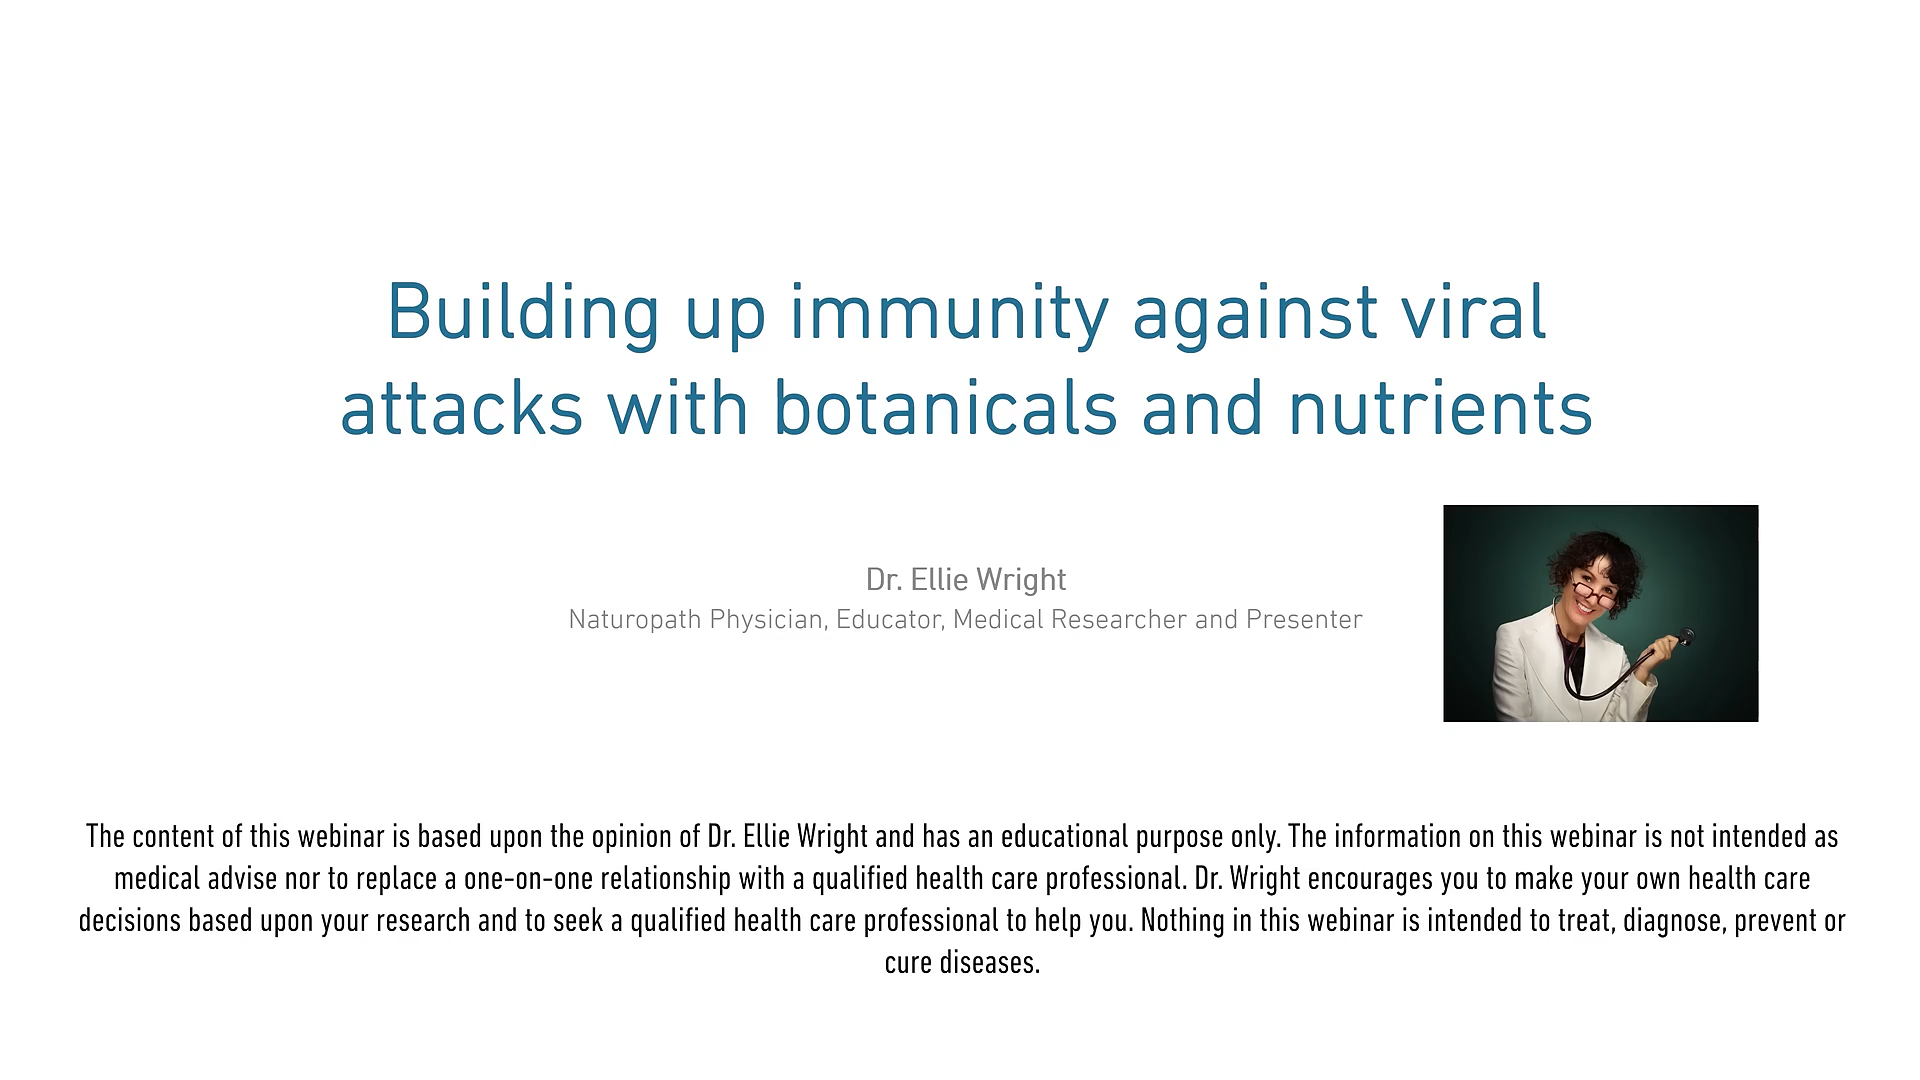 Building up immunity against viral
attacks with botanicals and nutrients
Dr. Ellie Wright
Naturopath Physician, Educator, Medical Researcher and Presenter
The content of this webinar is based upon the opinion of Dr. Ellie Wright and has an educational purpose only. The information on this webinar is not intended as
medical advise nor to replace a one-on-one relationship with a qualified health care professional. Dr. Wright encourages you to make your own health care
decisions based upon your research and to seek a qualified health care professional to help you. Nothing in this webinar is intended to treat, diagnose, prevent or
cure diseases.